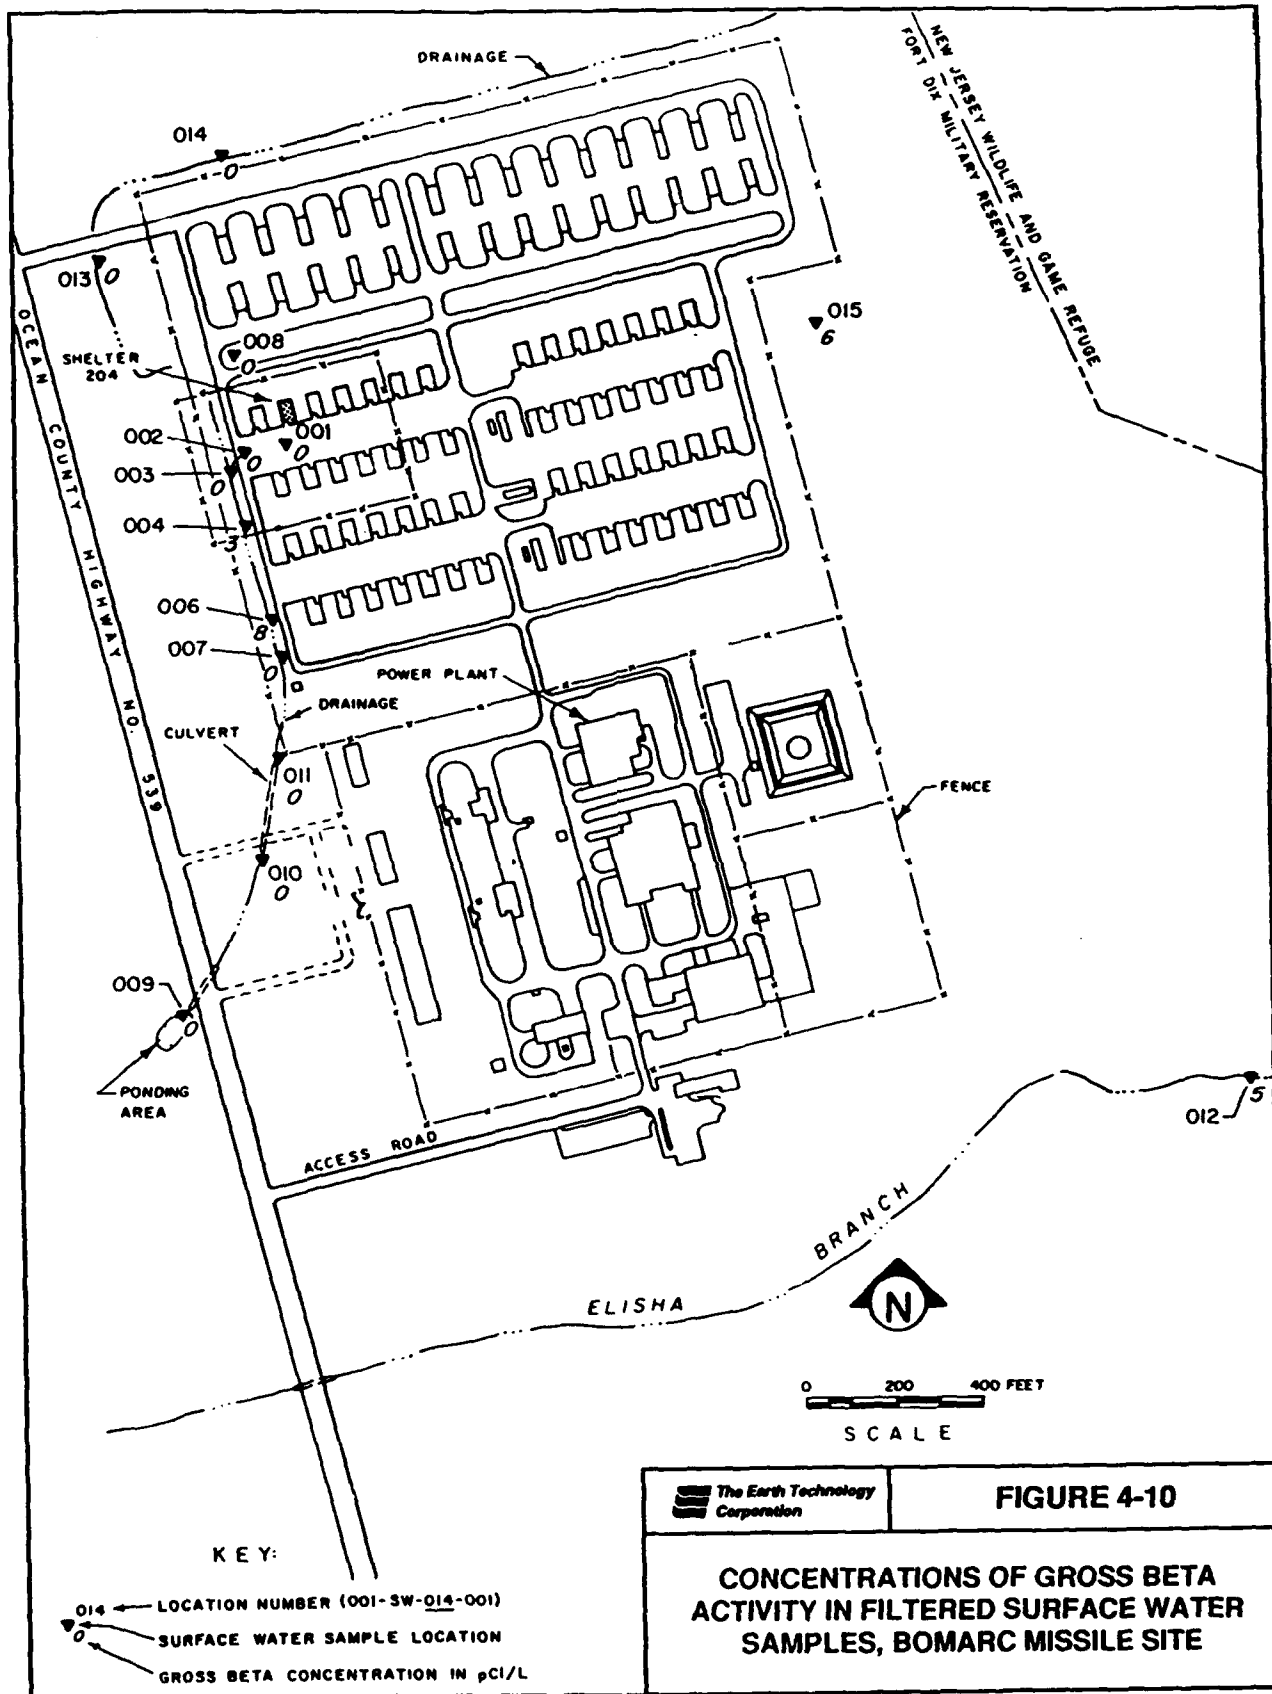 DRAINAGE
NEW JERSEY WILDLIFE AND GAME REFUGE
FORT DIX MILITARY RESERVATION
014
0
013
0
OCEAN COUNTY HIGHWAY NO. 539
008
0
015
6
SHELTER
204
001
0
002
0
003
0
004
3
006
8
007
0
POWER PLANT
DRAINAGE
CULVERT
011
0
FENCE
010
0
009
0
PONDING
AREA
012
5
ACCESS ROAD
ELISHA BRANCH
N
0 200 400 FEET
SCALE
The Earth Technology
Corporation
FIGURE 4-10
CONCENTRATIONS OF GROSS BETA
ACTIVITY IN FILTERED SURFACE WATER
SAMPLES, BOMARC MISSILE SITE
KEY:
014 LOCATION NUMBER (001-SW-014-001)
SURFACE WATER SAMPLE LOCATION
0
GROSS BETA CONCENTRATION IN pCi/L